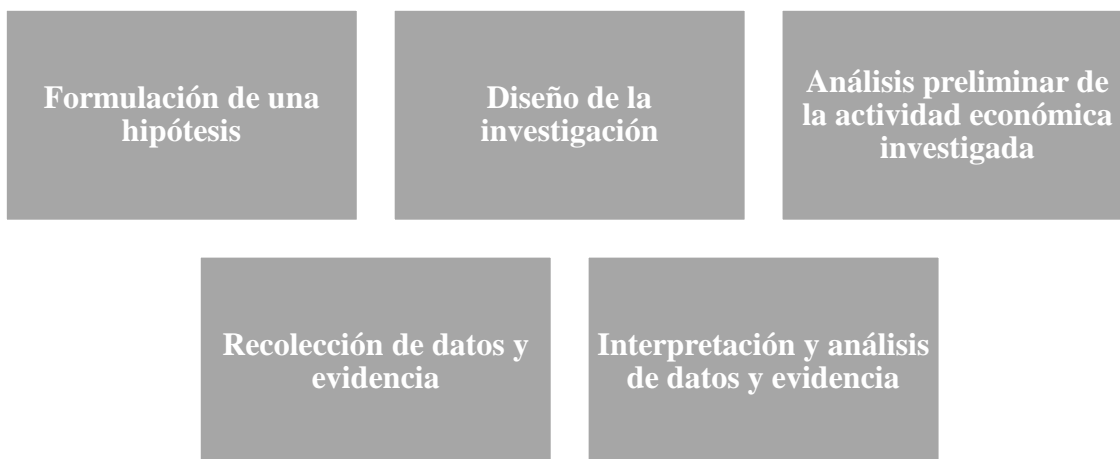 Formulación de una
hipótesis
Diseño de la
investigación
Análisis preliminar de
la actividad económica
investigada
Recolección de datos y
evidencia
Interpretación y análisis
de datos y evidencia